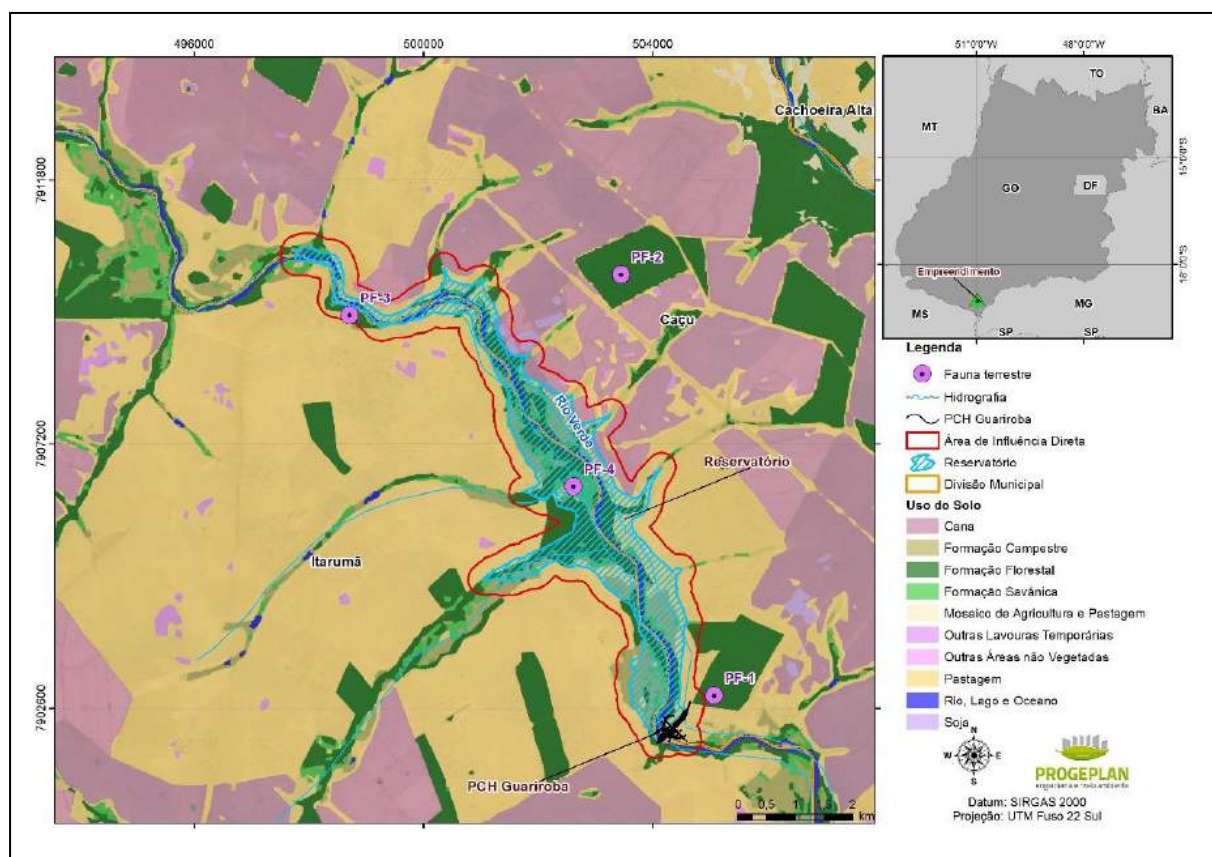 496000
500000
504000
51°0'0"W
48°0'0"W
7911800
7907200
7902600
15°0'0"S
18°0'0"S
Cachoeira Alta
PF-2
PF-3
Caçu
Rio Verde
PF-4
Reservatório
Itarumã
PF-1
PCH Guariroba
0 0,5 1 2
km
TO
BA
MT
GO
DF
Empreendimento
MS
MG
SP
SP
Legenda
Fauna terrestre
Hidrografia
PCH Guariroba
Área de Influência Direta
Reservatório
Divisão Municipal
Uso do Solo
Cana
Formação Campestre
Formação Florestal
Formação Savânica
Mosaico de Agricultura e Pastagem
Outras Lavouras Temporárias
Outras Áreas não Vegetadas
Pastagem
Rio, Lago e Oceano
Soja
N
W E
S
PROGEPLAN
engenharia e meio ambiente
Datum: SIRGAS 2000
Projeção: UTM Fuso 22 Sul